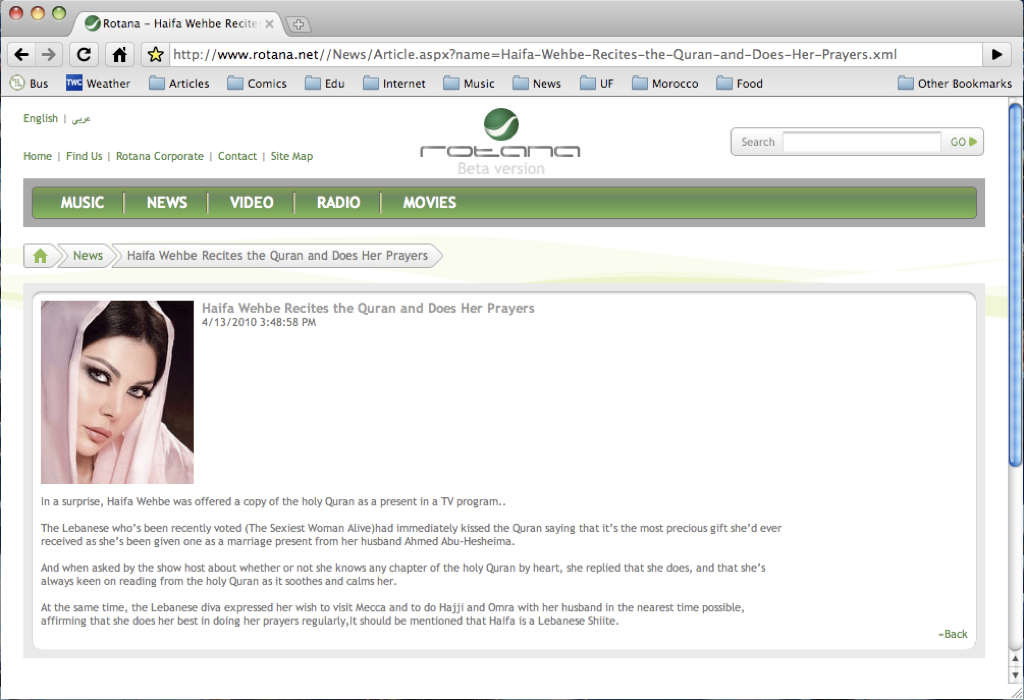 Rotana – Haifa Wehbe Recite
http://www.rotana.net//News/Article.aspx?name=Haifa-Wehbe-Recites-the-Quran-and-Does-Her-Prayers.xml
Bus TWC Weather Articles Comics Edu Internet Music News UF Morocco Food Other Bookmarks
English | عربي
rotana
Beta version
Search GO
Home | Find Us | Rotana Corporate | Contact | Site Map
MUSIC NEWS VIDEO RADIO MOVIES
News Haifa Wehbe Recites the Quran and Does Her Prayers
Haifa Wehbe Recites the Quran and Does Her Prayers
4/13/2010 3:48:58 PM
In a surprise, Haifa Wehbe was offered a copy of the holy Quran as a present in a TV program..
The Lebanese who's been recently voted (The Sexiest Woman Alive)had immediately kissed the Quran saying that it's the most precious gift she'd ever
received as she's been given one as a marriage present from her husband Ahmed Abu-Hesheima.
And when asked by the show host about whether or not she knows any chapter of the holy Quran by heart, she replied that she does, and that she's
always keen on reading from the holy Quran as it soothes and calms her.
At the same time, the Lebanese diva expressed her wish to visit Mecca and to do Hajji and Omra with her husband in the nearest time possible,
affirming that she does her best in doing her prayers regularly,It should be mentioned that Haifa is a Lebanese Shiite.
~Back